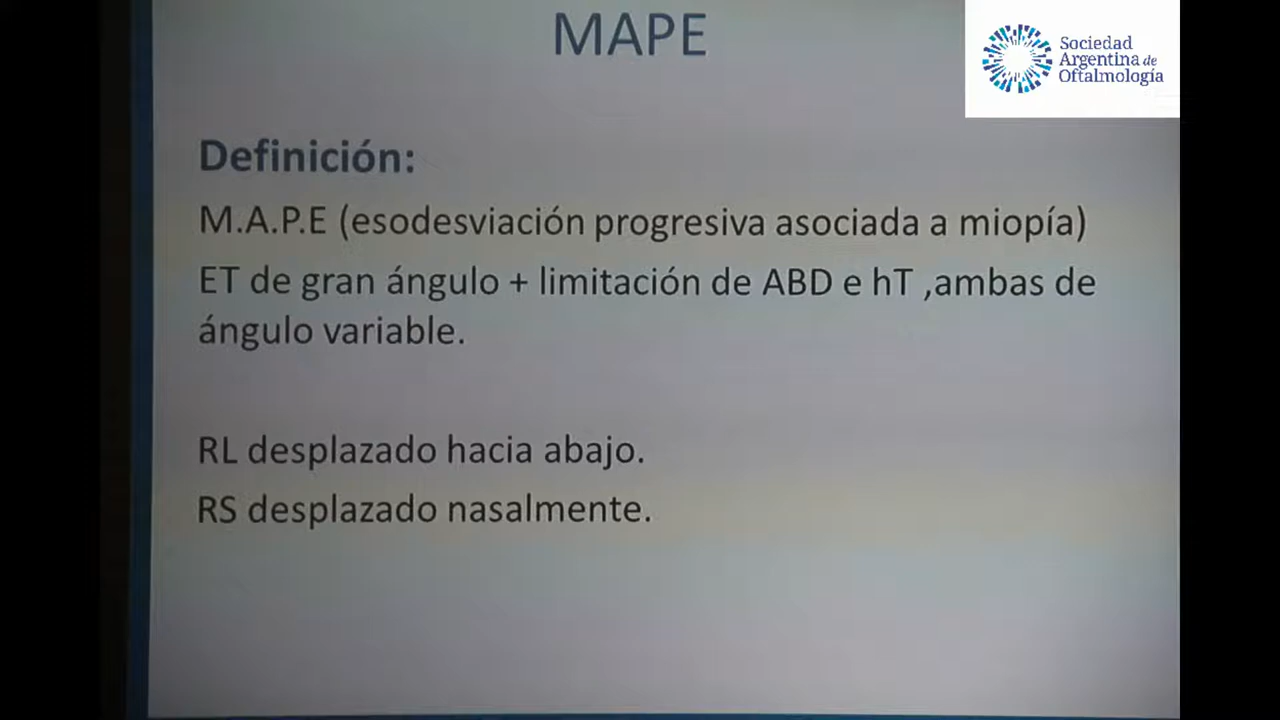 MAPE
Sociedad
Argentina de
Oftalmología
Definición:
M.A.P.E (esodesviación progresiva asociada a miopía)
ET de gran ángulo + limitación de ABD e hT ,ambas de
ángulo variable.
RL desplazado hacia abajo.
RS desplazado nasalmente.